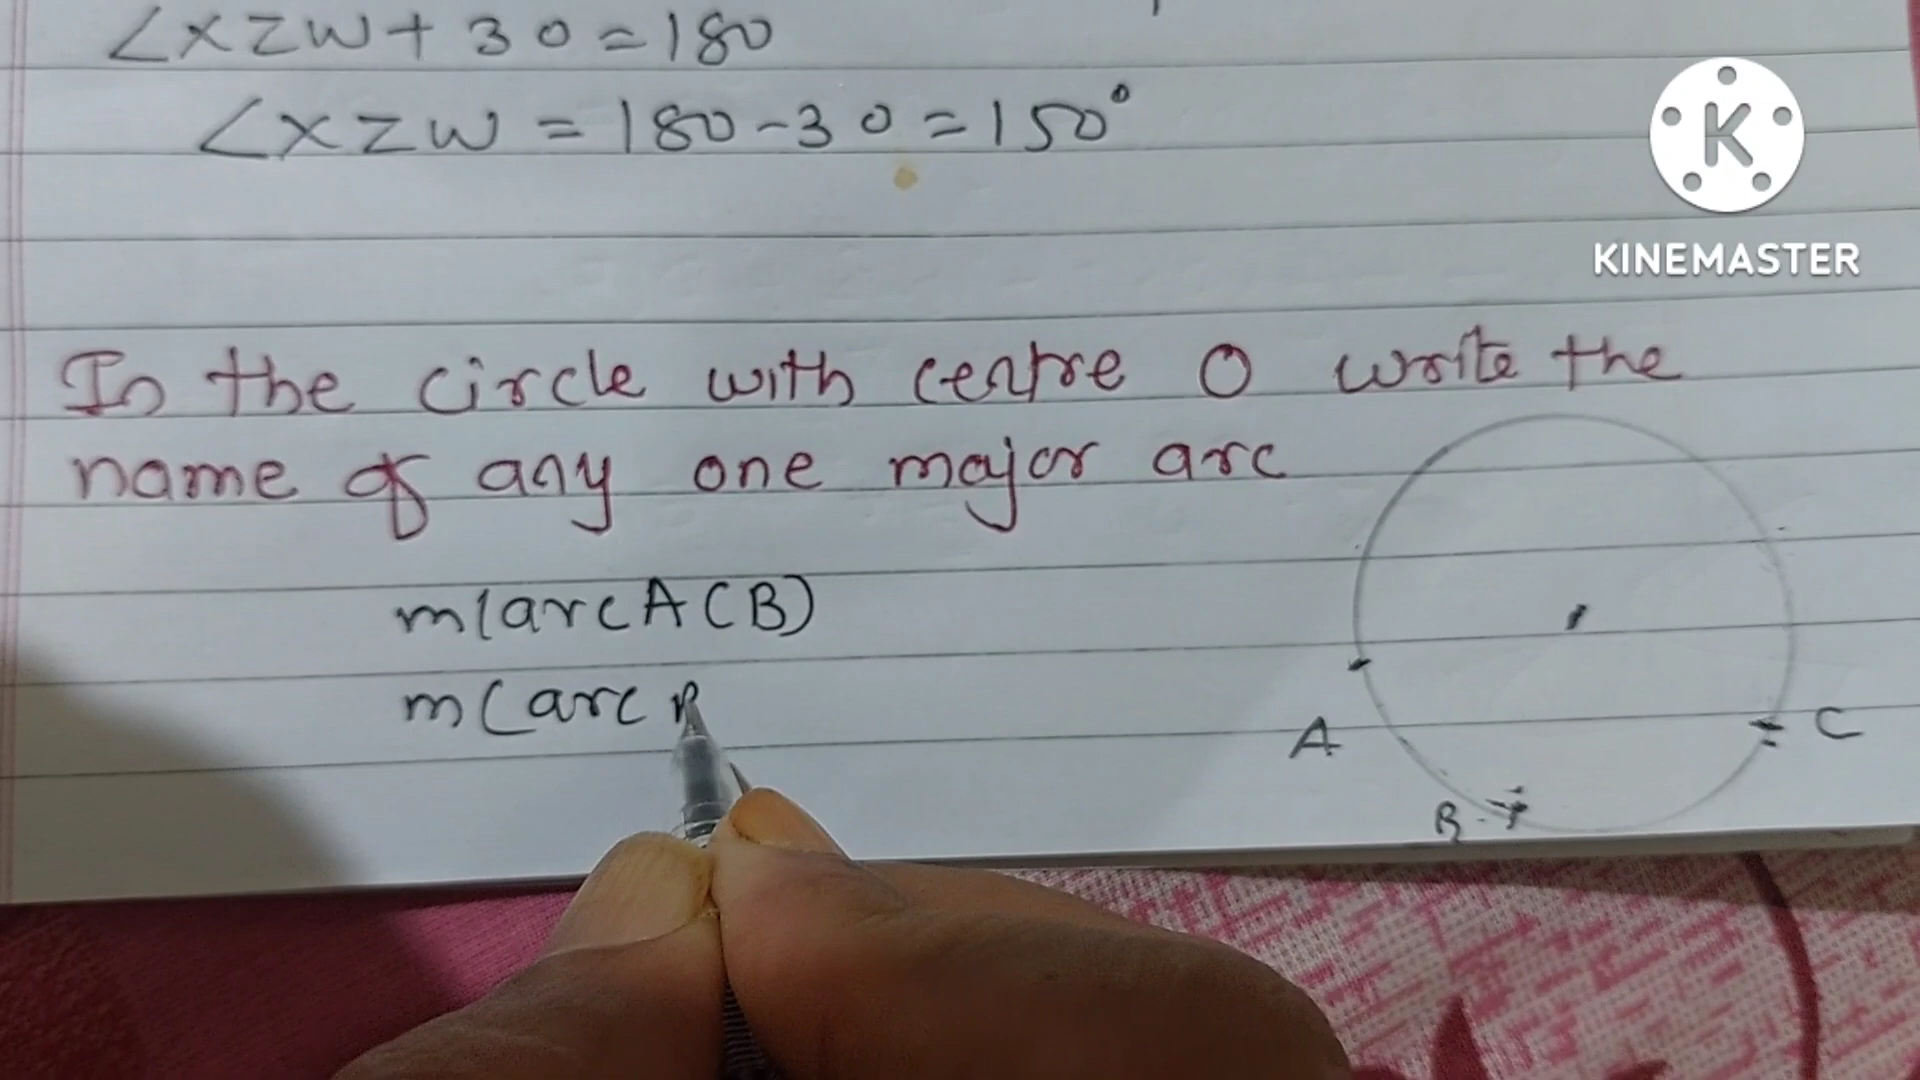 ∠XZW + 30 = 180
∠XZW = 180 - 30 = 150°
K
KINEMASTER
In the circle with centre O write the
name of any one major arc
m(arc ACB)
m(arc B
A
C
B